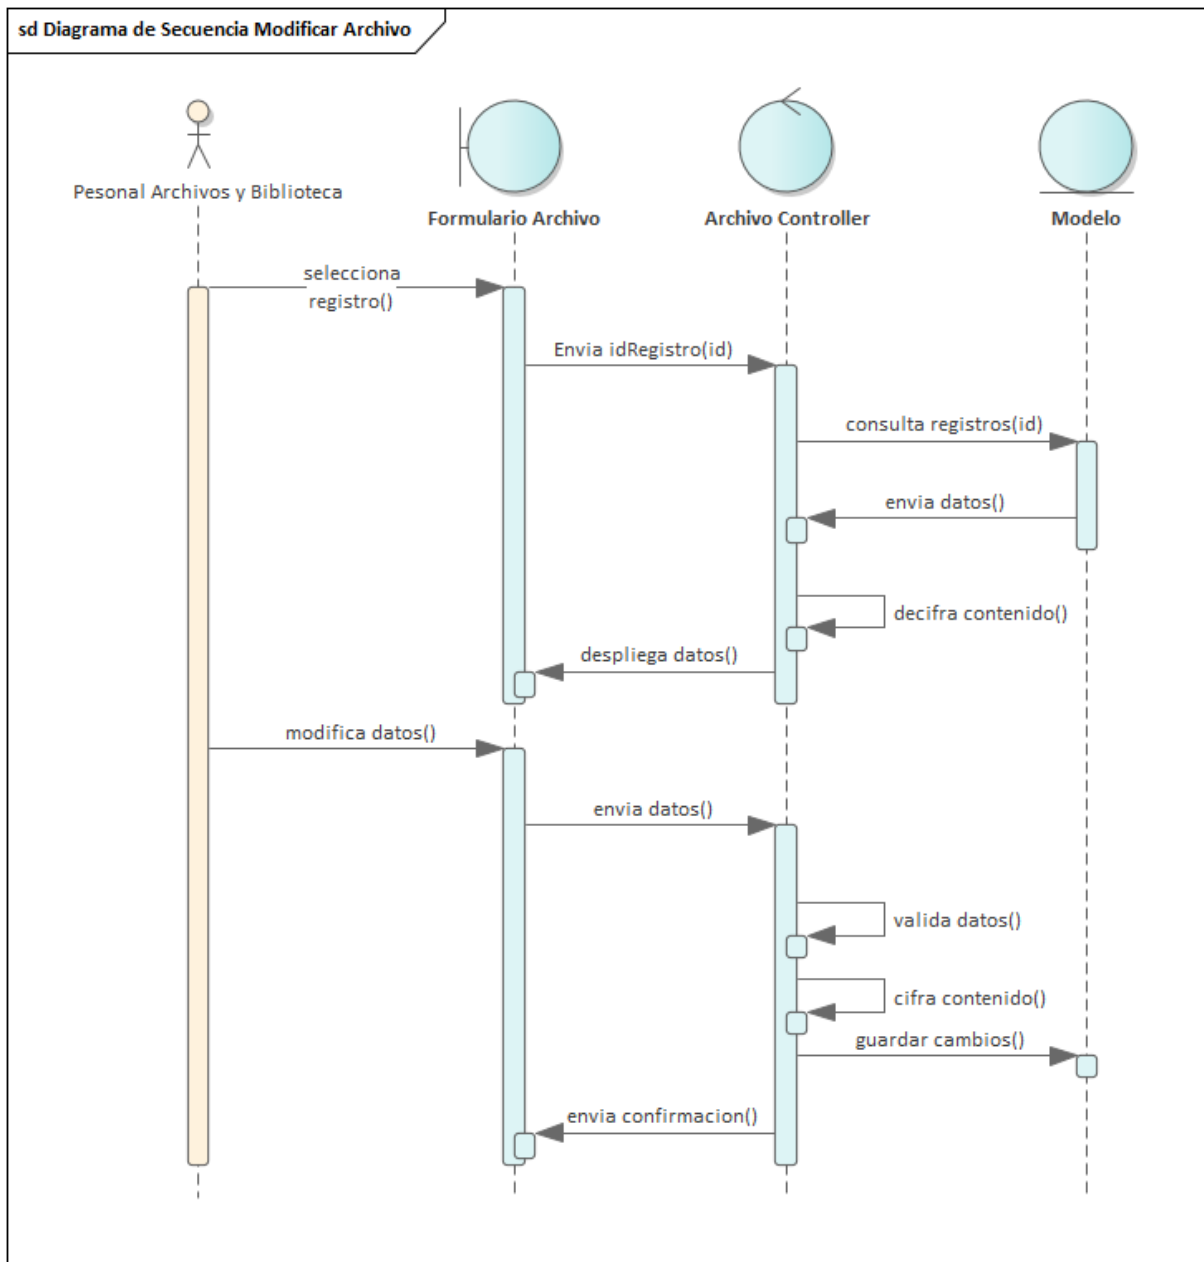 sd Diagrama de Secuencia Modificar Archivo
Pesonal Archivos y Biblioteca
Formulario Archivo
Archivo Controller
Modelo
selecciona
registro()
Envia idRegistro(id)
consulta registros(id)
envia datos()
decifra contenido()
despliega datos()
modifica datos()
envia datos()
valida datos()
cifra contenido()
guardar cambios()
envia confirmacion()